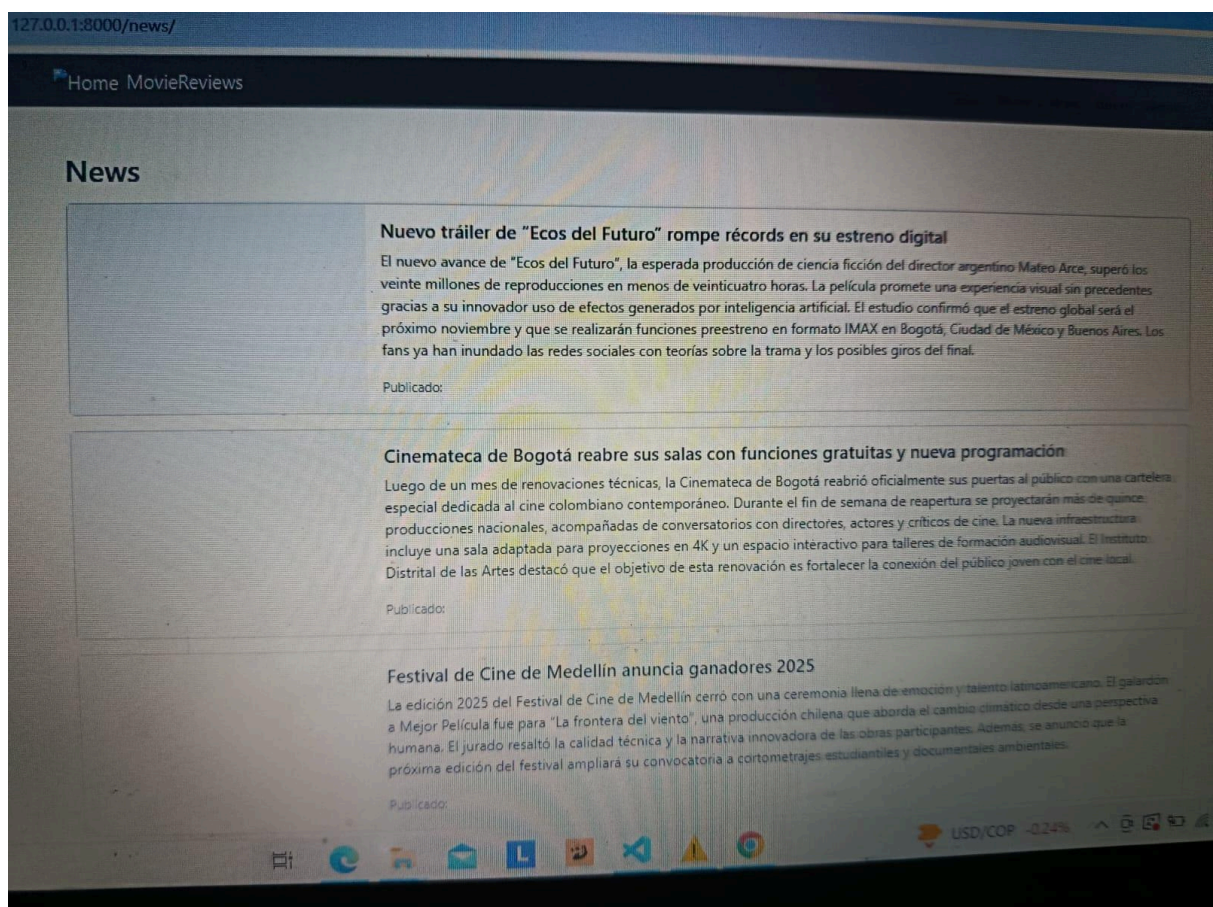 127.0.0.1:8000/news/
Home MovieReviews
News
Nuevo tráiler de "Ecos del Futuro" rompe récords en su estreno digital
El nuevo avance de "Ecos del Futuro", la esperada producción de ciencia ficción del director argentino Mateo Arce, superó los
veinte millones de reproducciones en menos de veinticuatro horas. La película promete una experiencia visual sin precedentes
gracias a su innovador uso de efectos generados por inteligencia artificial. El estudio confirmó que el estreno global será el
próximo noviembre y que se realizarán funciones preestreno en formato IMAX en Bogotá, Ciudad de México y Buenos Aires. Los
fans ya han inundado las redes sociales con teorías sobre la trama y los posibles giros del final.
Publicado:
Cinemateca de Bogotá reabre sus salas con funciones gratuitas y nueva programación
Luego de un mes de renovaciones técnicas, la Cinemateca de Bogotá reabrió oficialmente sus puertas al público con una cartelera
especial dedicada al cine colombiano contemporáneo. Durante el fin de semana de reapertura se proyectarán más de quince
producciones nacionales, acompañadas de conversatorios con directores, actores y críticos de cine. La nueva infraestructura
incluye una sala adaptada para proyecciones en 4K y un espacio interactivo para talleres de formación audiovisual. El Instituto
Distrital de las Artes destacó que el objetivo de esta renovación es fortalecer la conexión del público joven con el cine local.
Publicado:
Festival de Cine de Medellín anuncia ganadores 2025
La edición 2025 del Festival de Cine de Medellín cerró con una ceremonia llena de emoción y talento latinoamericano. El galardón
a Mejor Película fue para "La frontera del viento", una producción chilena que aborda el cambio climático desde una perspectiva
humana. El jurado resaltó la calidad técnica y la narrativa innovadora de las obras participantes. Además, se anunció que la
próxima edición del festival ampliará su convocatoria a cortometrajes estudiantiles y documentales ambientales.
Publicado:
L
USD/COP -0.24%